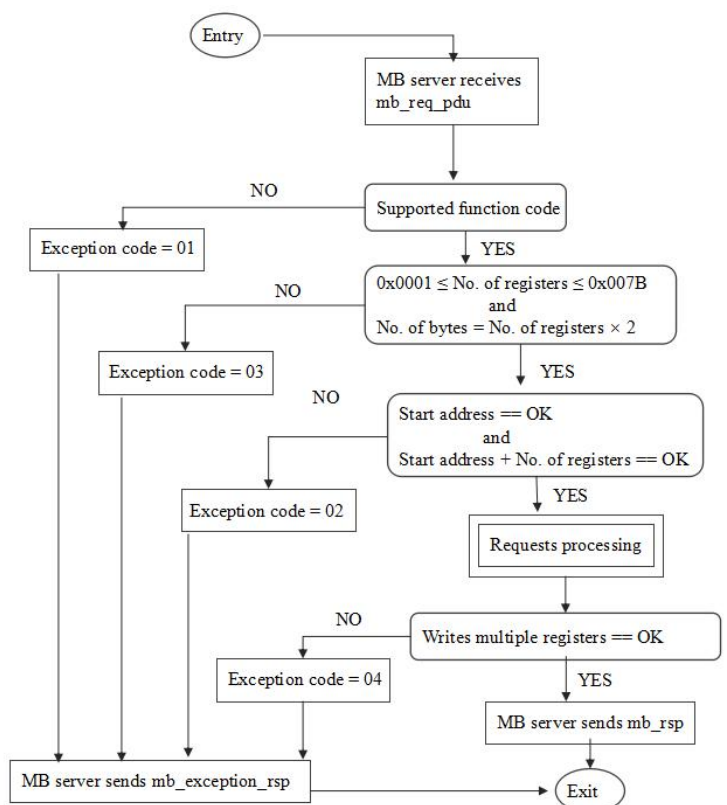 Entry
MB server receives
mb_req_pdu
NO
Supported function code
Exception code = 01
YES
NO
0x0001 ≤ No. of registers ≤ 0x007B
and
No. of bytes = No. of registers × 2
Exception code = 03
YES
NO
Start address == OK
and
Start address + No. of registers == OK
Exception code = 02
YES
Requests processing
NO
Writes multiple registers == OK
Exception code = 04
YES
MB server sends mb_rsp
MB server sends mb_exception_rsp
Exit